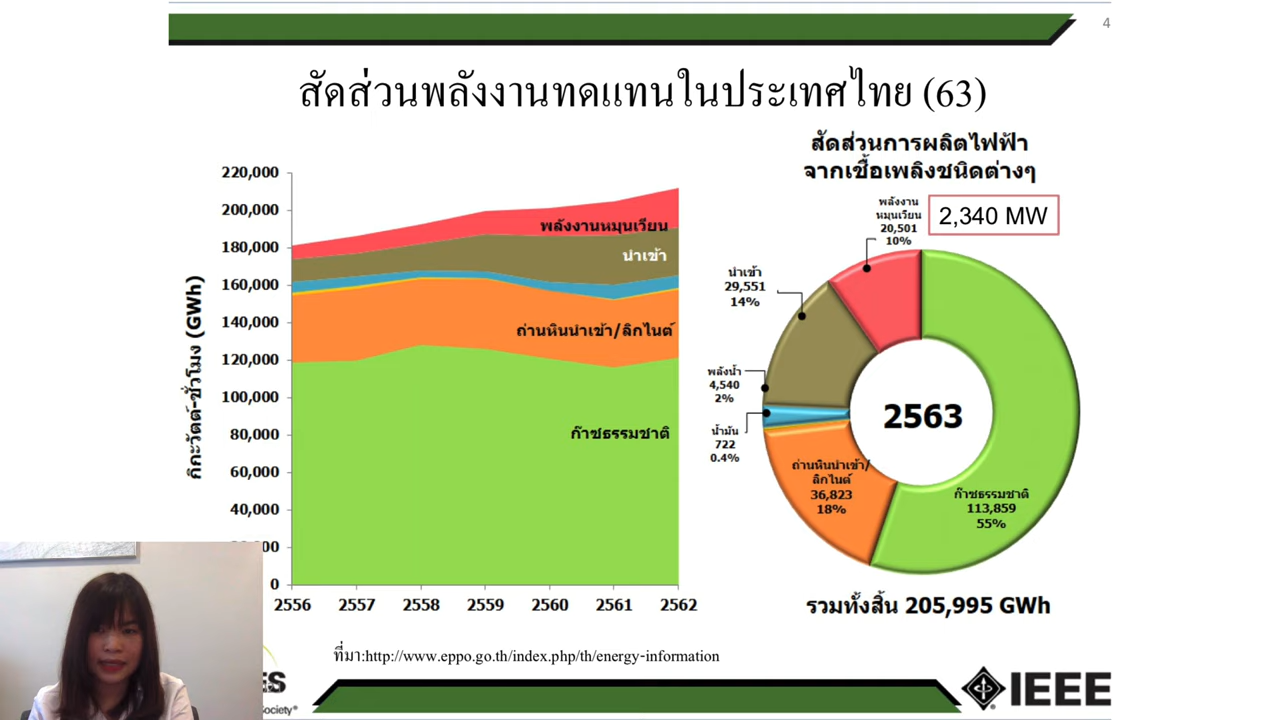 4
สัดส่วนพลังงานทดแทนในประเทศไทย (63)
กิกะวัตต์-ชั่วโมง (GWh)
220,000
200,000
180,000
160,000
140,000
120,000
100,000
80,000
60,000
40,000
0
2556 2557 2558 2559 2560 2561 2562
พลังงานหมุนเวียน
นำเข้า
ถ่านหินนำเข้า/ลิกไนต์
ก๊าซธรรมชาติ
สัดส่วนการผลิตไฟฟ้า
จากเชื้อเพลิงชนิดต่างๆ
พลังงาน
หมุนเวียน
20,501
10%
2,340 MW
นำเข้า
29,551
14%
พลังน้ำ
4,540
2%
น้ำมัน
722
0.4%
ถ่านหินนำเข้า/
ลิกไนต์
36,823
18%
ก๊าซธรรมชาติ
113,859
55%
2563
รวมทั้งสิ้น 205,995 GWh
ที่มา:http://www.eppo.go.th/index.php/th/energy-information
Society®
IEEE